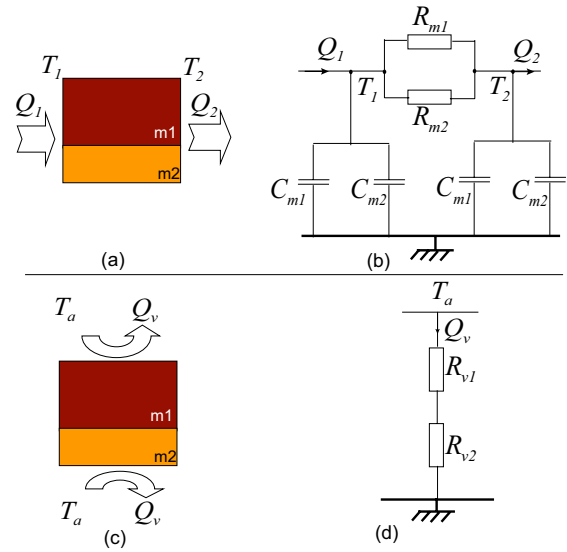 T1 T2
Q1 Q2
m1
m2
(a)
Rm1
Q1 Q2
T1 T2
Rm2
Cm1 Cm2 Cm1 Cm2
(b)
Ta Qv
m1
m2
Ta Qv
(c)
Ta
Qv
Rv1
Rv2
(d)